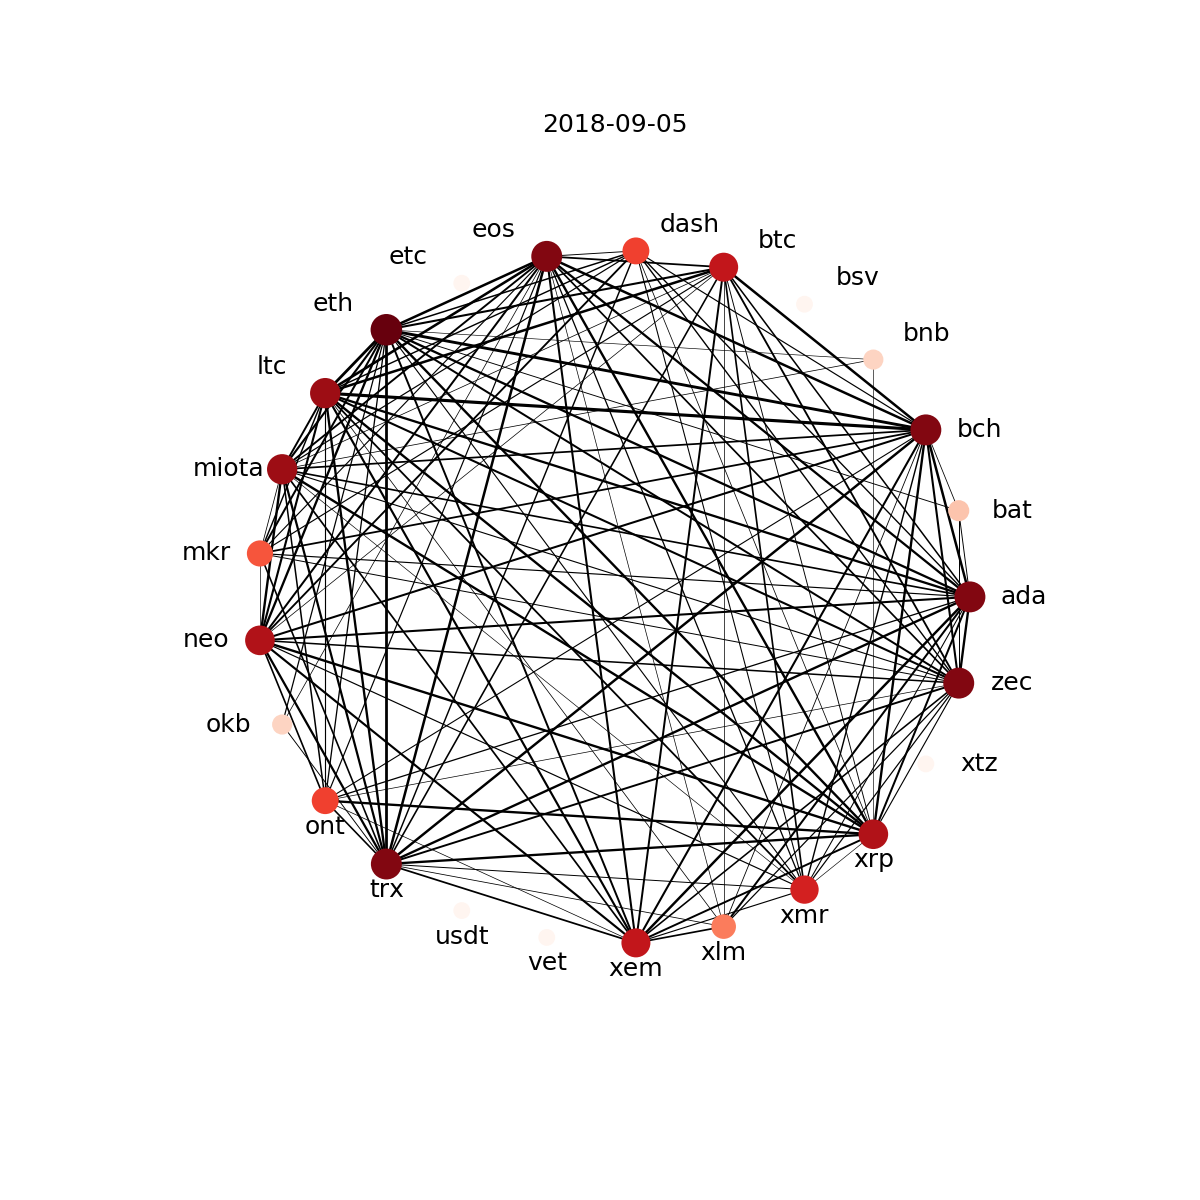 2018-09-05
dash
eos
btc
etc
bsv
eth
bnb
ltc
bch
miota
bat
mkr
ada
neo
zec
okb
xtz
ont
xrp
trx
xmr
usdt
xlm
vet
xem